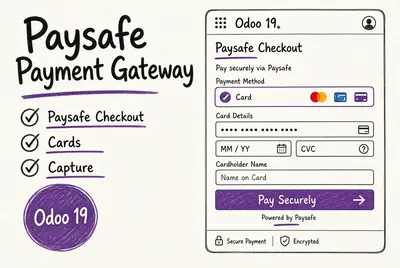 Paysafe
Payment Gateway
Paysafe Checkout
Cards
Capture
Odoo 19
Odoo 19
Paysafe Checkout
Pay securely via Paysafe
Payment Method
Card
Card Details
MM / YY
CVC
Cardholder Name
Name on Card
Pay Securely
Powered by Paysafe
Secure Payment
Encrypted